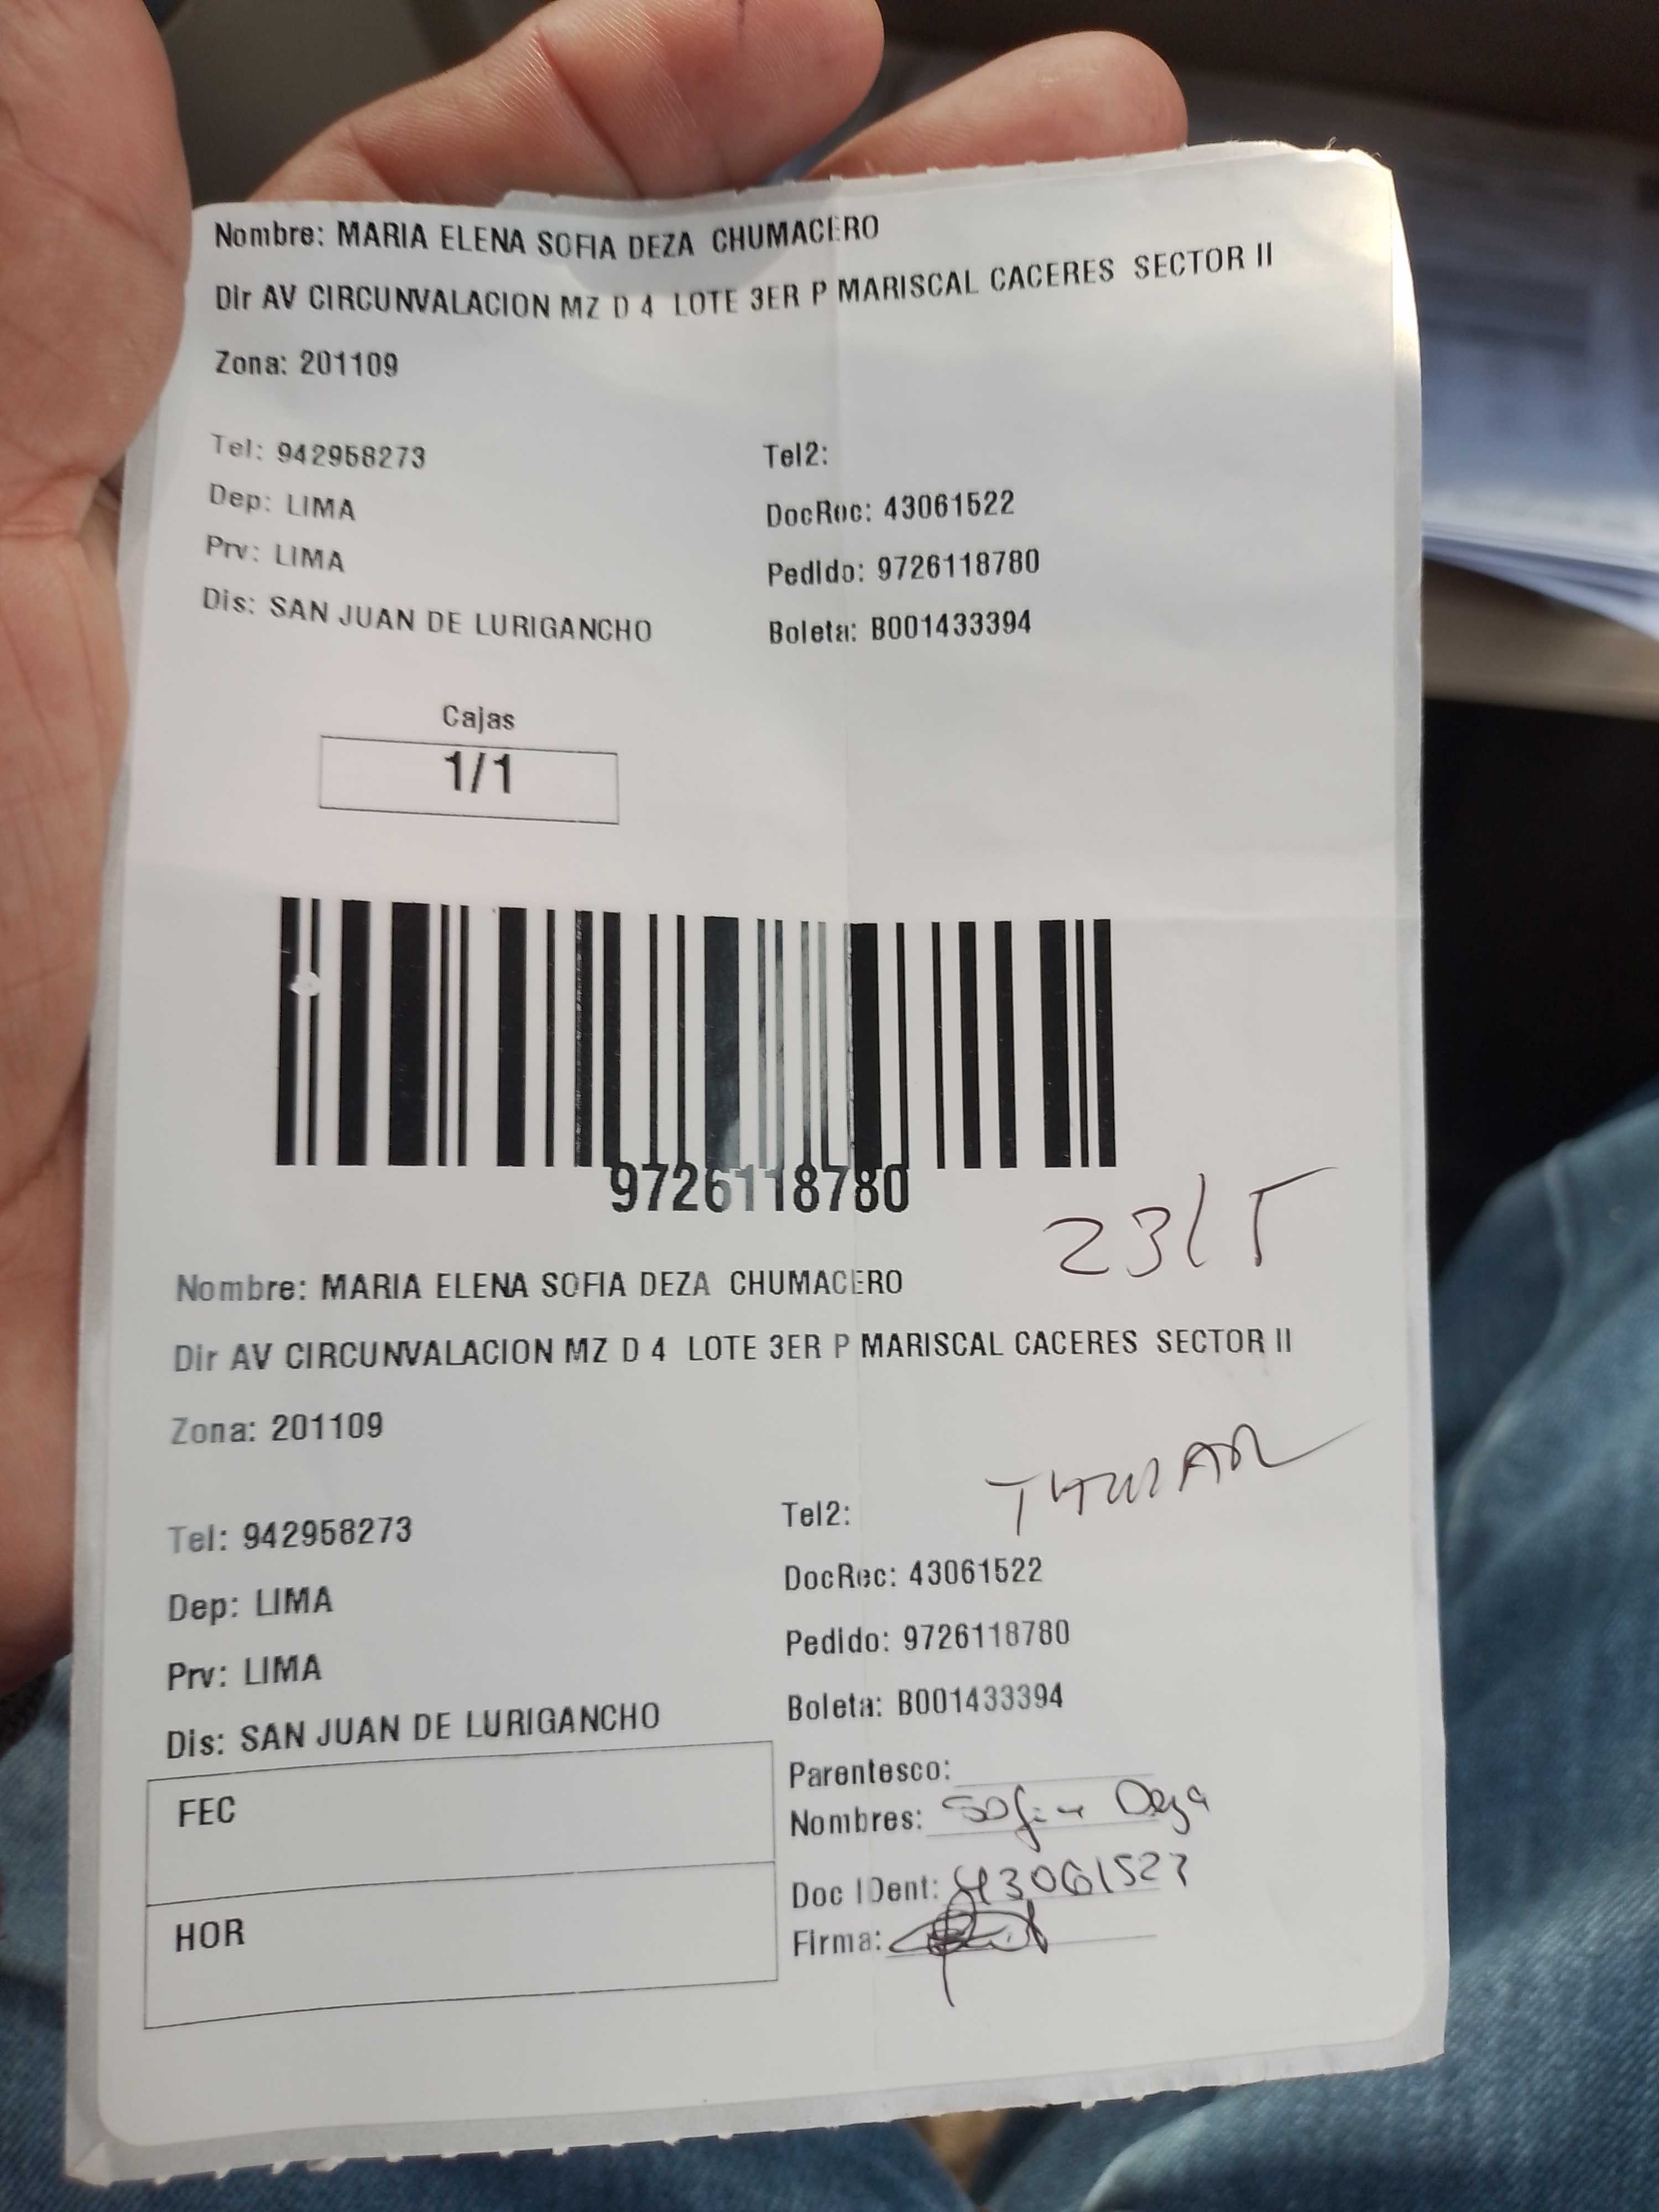 Nombre: MARIA ELENA SOFIA DEZA CHUMACERO
Dir AV CIRCUNVALACION MZ D 4 LOTE 3ER P MARISCAL CACERES SECTOR II
Zona: 201109
Tel: 942958273
Tel2:
Dep: LIMA
DocRec: 43061522
Prv: LIMA
Pedido: 9726118780
Dis: SAN JUAN DE LURIGANCHO
Boleta: B001433394
Cajas
1/1
9726118780
Nombre: MARIA ELENA SOFIA DEZA CHUMACERO
Dir AV CIRCUNVALACION MZ D 4 LOTE 3ER P MARISCAL CACERES SECTOR II
Zona: 201109
Tel: 942958273
Tel2:
Dep: LIMA
DocRec: 43061522
Prv: LIMA
Pedido: 9726118780
Dis: SAN JUAN DE LURIGANCHO
Boleta: B001433394
FEC
Parentesco:
Nombres: Sofia Deza
HOR
Doc IDent: 43061522
Firma: